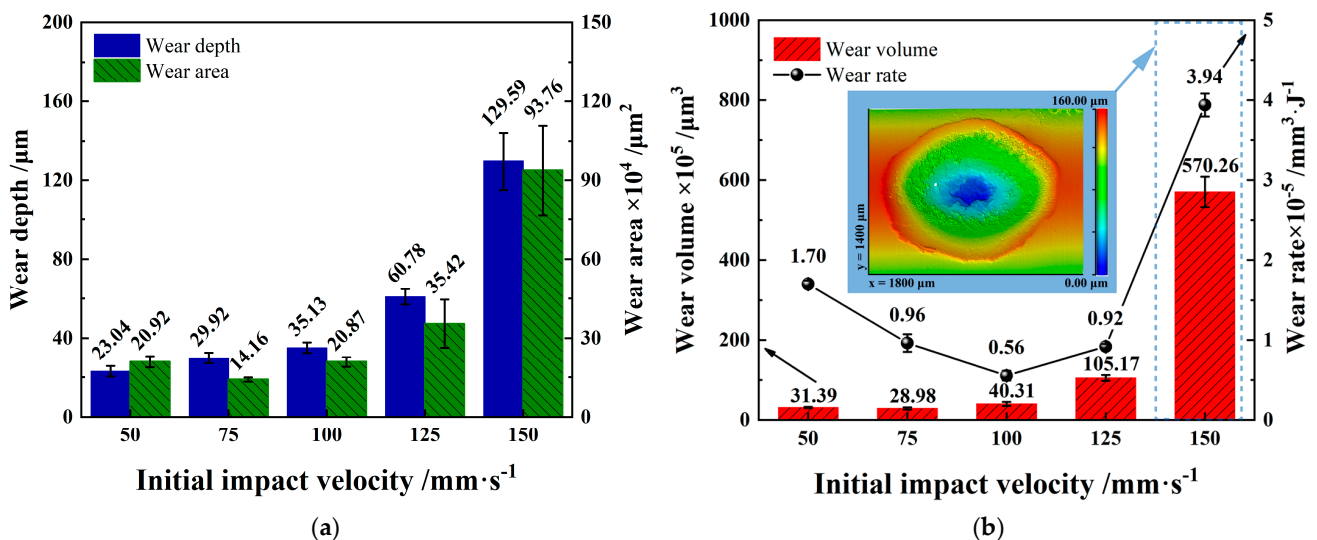 200
160
120
80
40
0
Wear depth /μm
Wear depth
Wear area
23.04
20.92
29.92
14.16
35.13
20.87
60.78
35.42
129.59
93.76
150
120
90
60
30
0
Wear area ×10⁴ /μm²
50 75 100 125 150
Initial impact velocity /mm·s⁻¹
(a)
1000
800
600
400
200
0
Wear volume ×10⁵ /μm³
Wear volume
Wear rate
160.00 μm
y = 1400 μm
x = 1800 μm
0.00 μm
1.70
0.96
0.56
0.92
3.94
31.39
28.98
40.31
105.17
570.26
5
4
3
2
1
0
Wear rate×10⁻⁵ /mm³·J⁻¹
50 75 100 125 150
Initial impact velocity /mm·s⁻¹
(b)